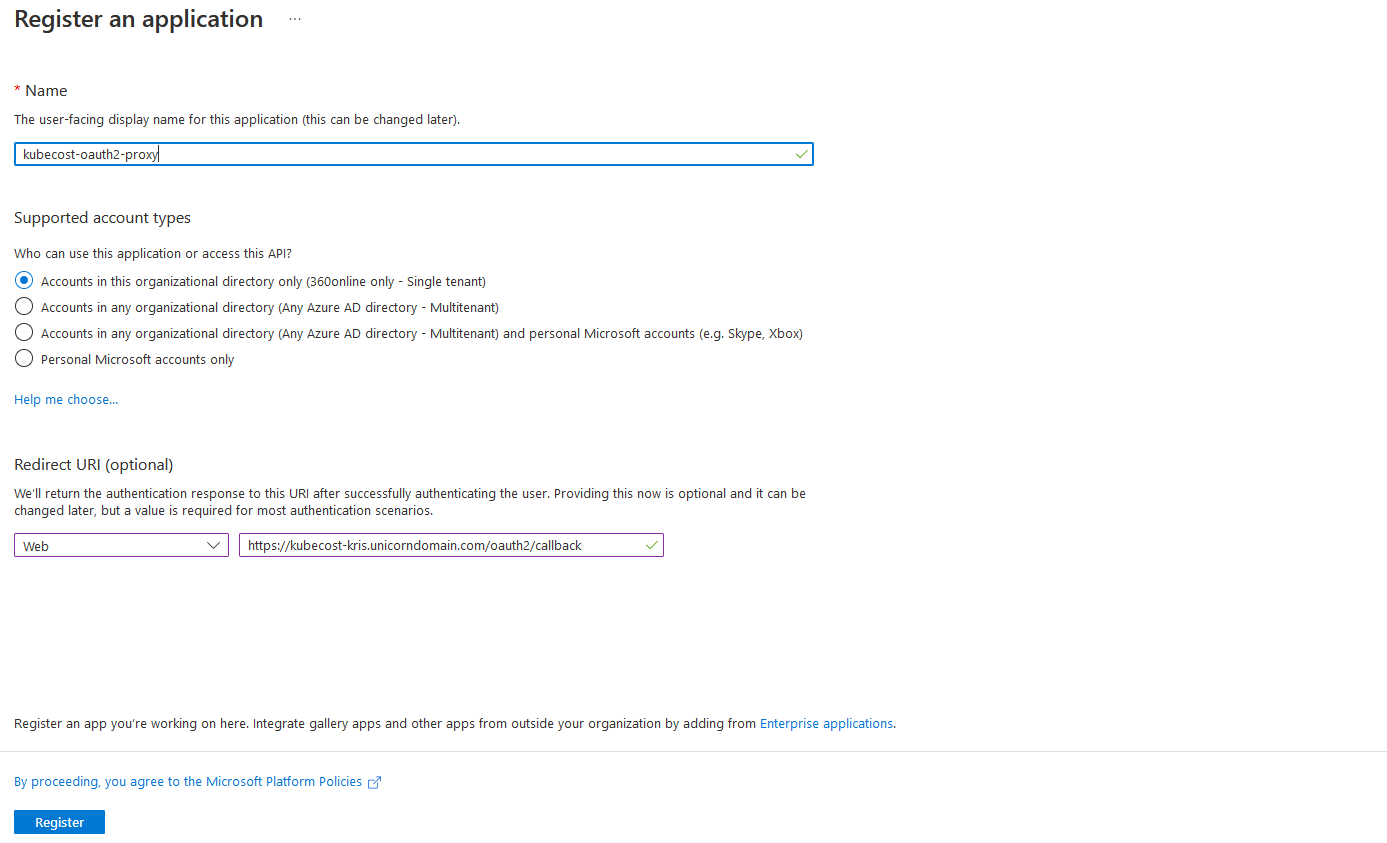 Register an application ...
* Name
The user-facing display name for this application (this can be changed later).
kubecost-oauth2-proxy
Supported account types
Who can use this application or access this API?
Accounts in this organizational directory only (360online only - Single tenant)
Accounts in any organizational directory (Any Azure AD directory - Multitenant)
Accounts in any organizational directory (Any Azure AD directory - Multitenant) and personal Microsoft accounts (e.g. Skype, Xbox)
Personal Microsoft accounts only
Help me choose...
Redirect URI (optional)
We'll return the authentication response to this URI after successfully authenticating the user. Providing this now is optional and it can be
changed later, but a value is required for most authentication scenarios.
Web https://kubecost-kris.unicorndomain.com/oauth2/callback
Register an app you're working on here. Integrate gallery apps and other apps from outside your organization by adding from Enterprise applications.
By proceeding, you agree to the Microsoft Platform Policies
Register